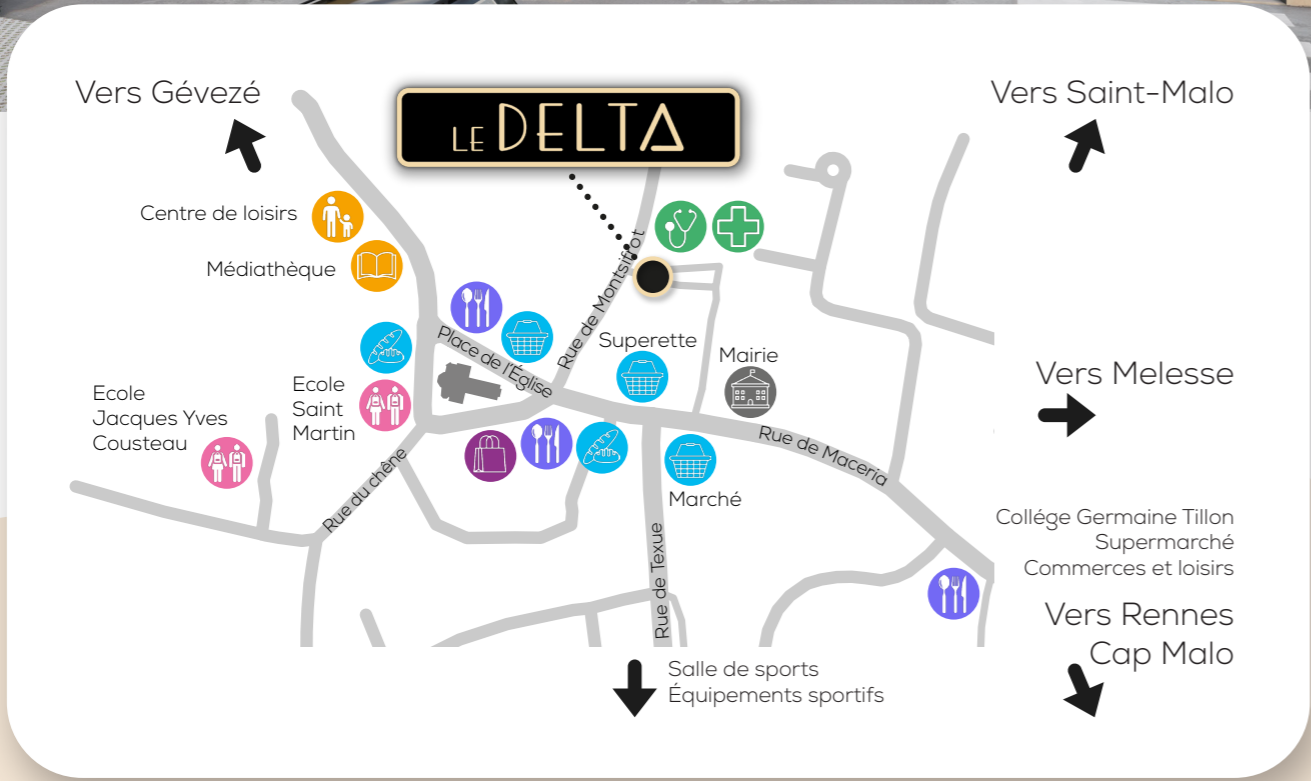 Vers Gévezé
LE DELTA
Vers Saint-Malo
Centre de loisirs
Médiathèque
Rue de Montsifrot
Place de l'Église
Superette
Mairie
Vers Melesse
Ecole
Jacques Yves
Cousteau
Ecole
Saint
Martin
Rue du chêne
Rue de Maceria
Marché
Rue de Texue
Collége Germaine Tillon
Supermarché
Commerces et loisirs
Vers Rennes
Cap Malo
Salle de sports
Équipements sportifs